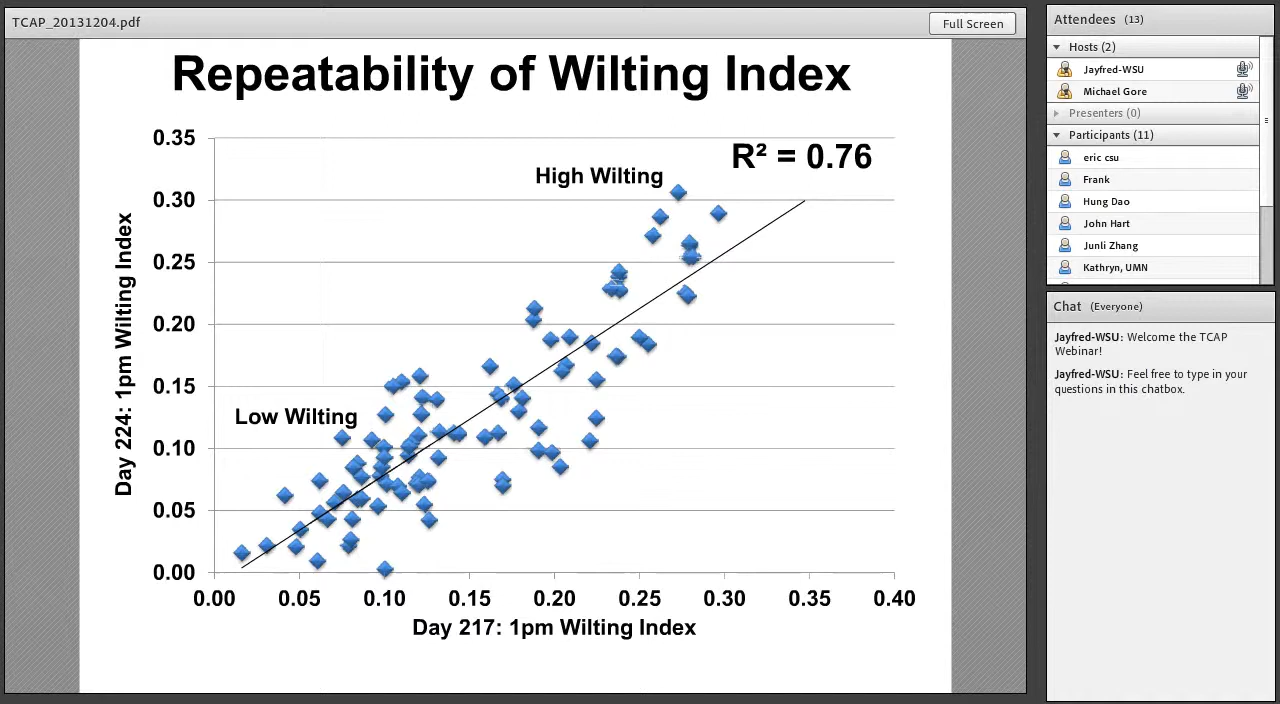 TCAP_20131204.pdf
Full Screen
Repeatability of Wilting Index
R² = 0.76
High Wilting
Low Wilting
0.35
0.30
0.25
0.20
0.15
0.10
0.05
0.00
Day 224: 1pm Wilting Index
0.00 0.05 0.10 0.15 0.20 0.25 0.30 0.35 0.40
Day 217: 1pm Wilting Index
Attendees (13)
Hosts (2)
Jayfred-WSU
Michael Gore
Presenters (0)
Participants (11)
eric csu
Frank
Hung Dao
John Hart
Junli Zhang
Kathryn, UMN
Chat (Everyone)
Jayfred-WSU: Welcome the TCAP
Webinar!
Jayfred-WSU: Feel free to type in your
questions in this chatbox.